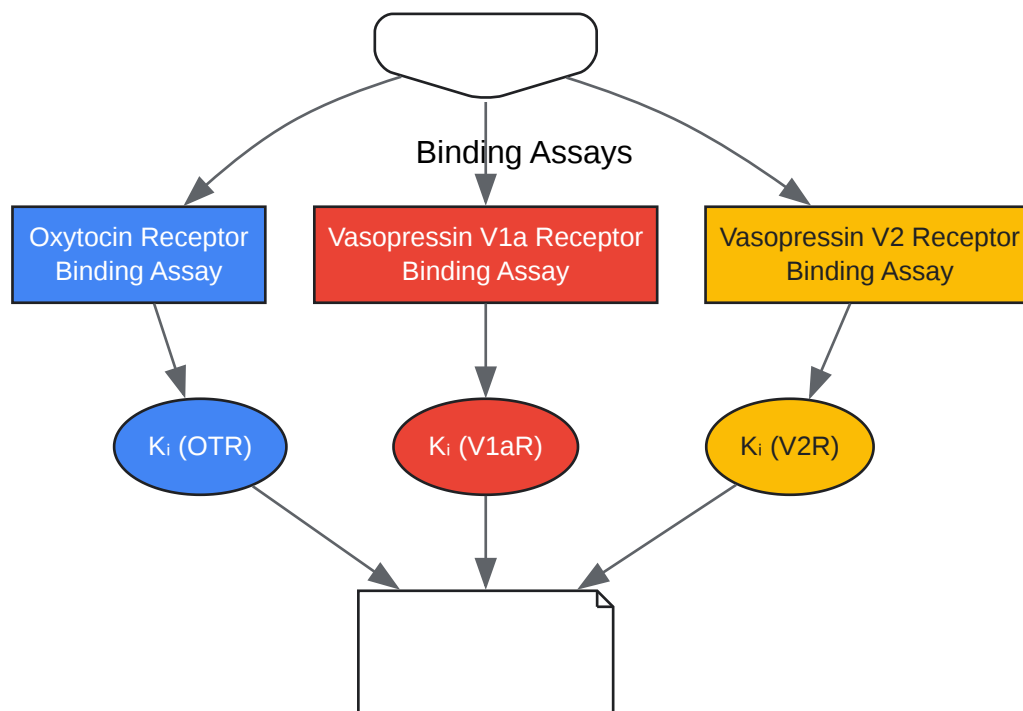 Binding Assays
Oxytocin Receptor
Binding Assay
Vasopressin V1a Receptor
Binding Assay
Vasopressin V2 Receptor
Binding Assay
Kᵢ (OTR)
Kᵢ (V1aR)
Kᵢ (V2R)